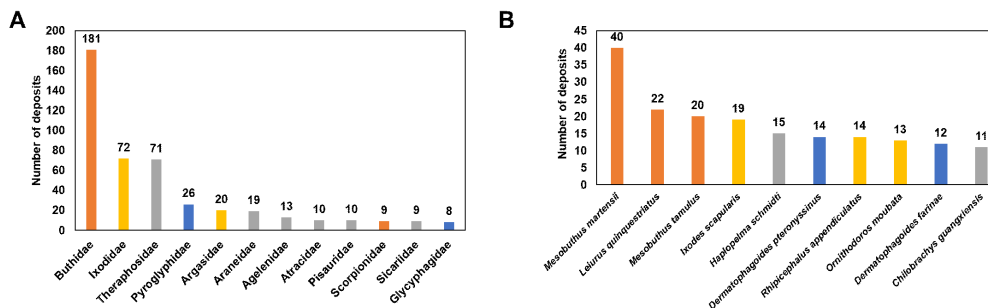 A
Number of deposits
200
180
160
140
120
100
80
60
40
20
0
181
72
71
26
20
19
13
10
10
9
9
8
Buthidae
Ixodidae
Theraphosidae
Pyroglyphidae
Argasidae
Araneidae
Agelenidae
Atracidae
Pisauridae
Scorpionidae
Sicariidae
Glycyphagidae
B
Number of deposits
45
40
35
30
25
20
15
10
5
0
40
22
20
19
15
14
14
13
12
11
Mesobuthus martensii
Leiurus quinquestriatus
Mesobuthus tamulus
Ixodes scapularis
Haplopelma schmidti
Dermatophagoides pteronyssinus
Rhipicephalus appendiculatus
Ornithodoros moubata
Dermatophagoides farinae
Chilobrachys guangxiensis